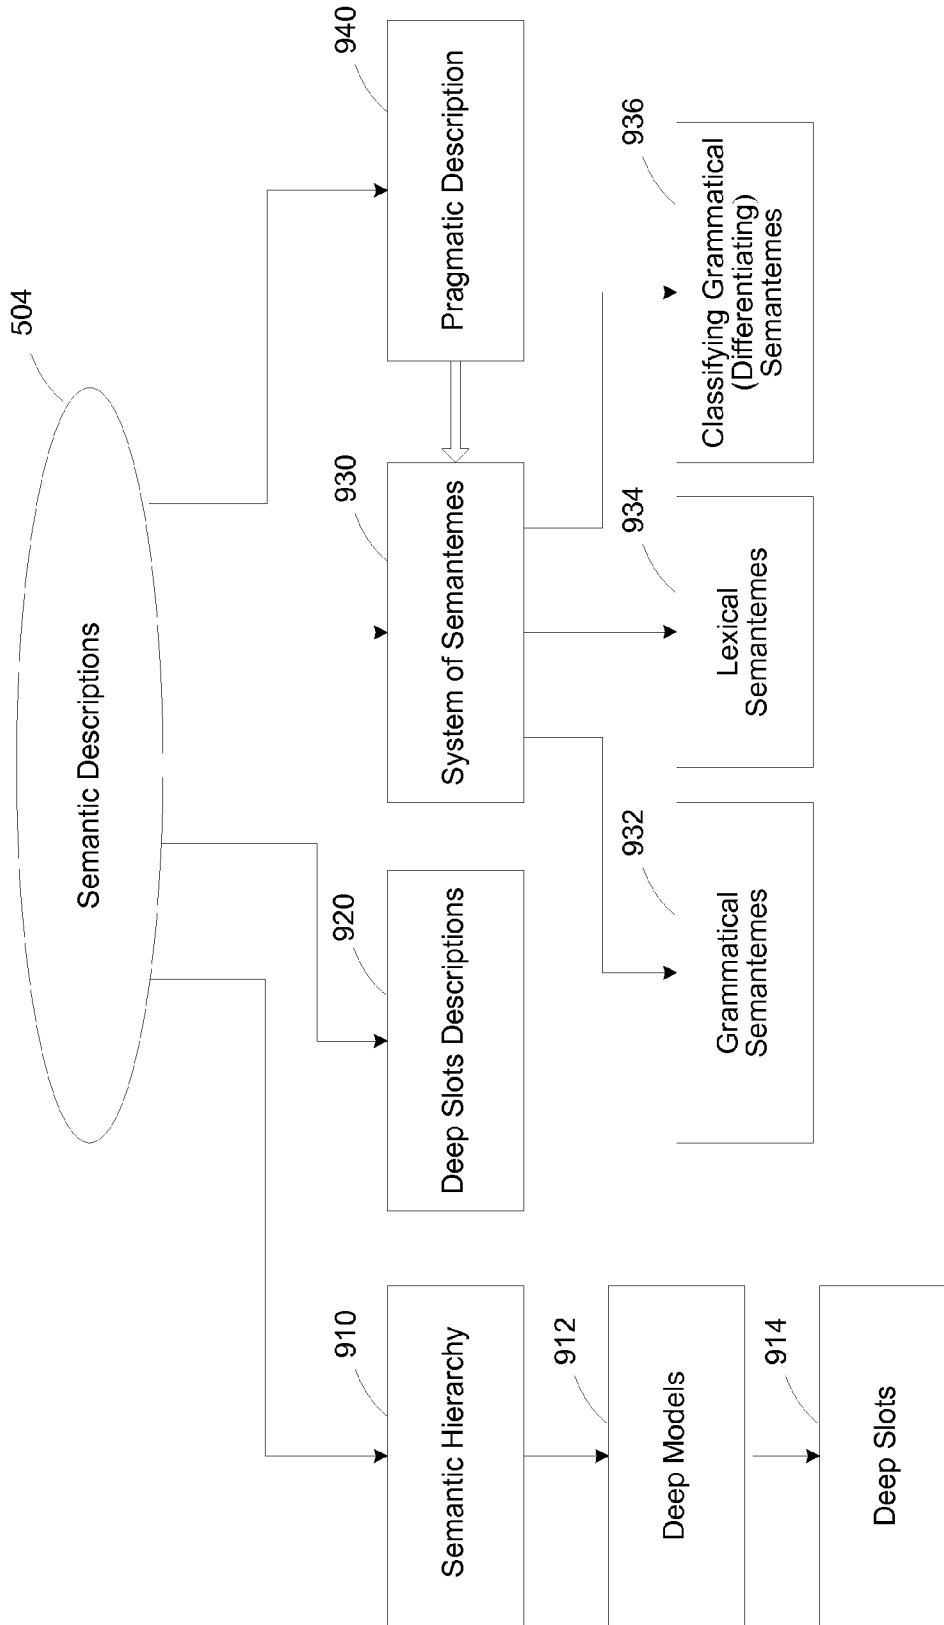 504
Semantic Descriptions
910
Semantic Hierarchy
920
Deep Slots Descriptions
930
System of Semantemes
940
Pragmatic Description
912
Deep Models
932
Grammatical
Semantemes
934
Lexical
Semantemes
936
Classifying Grammatical
(Differentiating)
Semantemes
914
Deep Slots